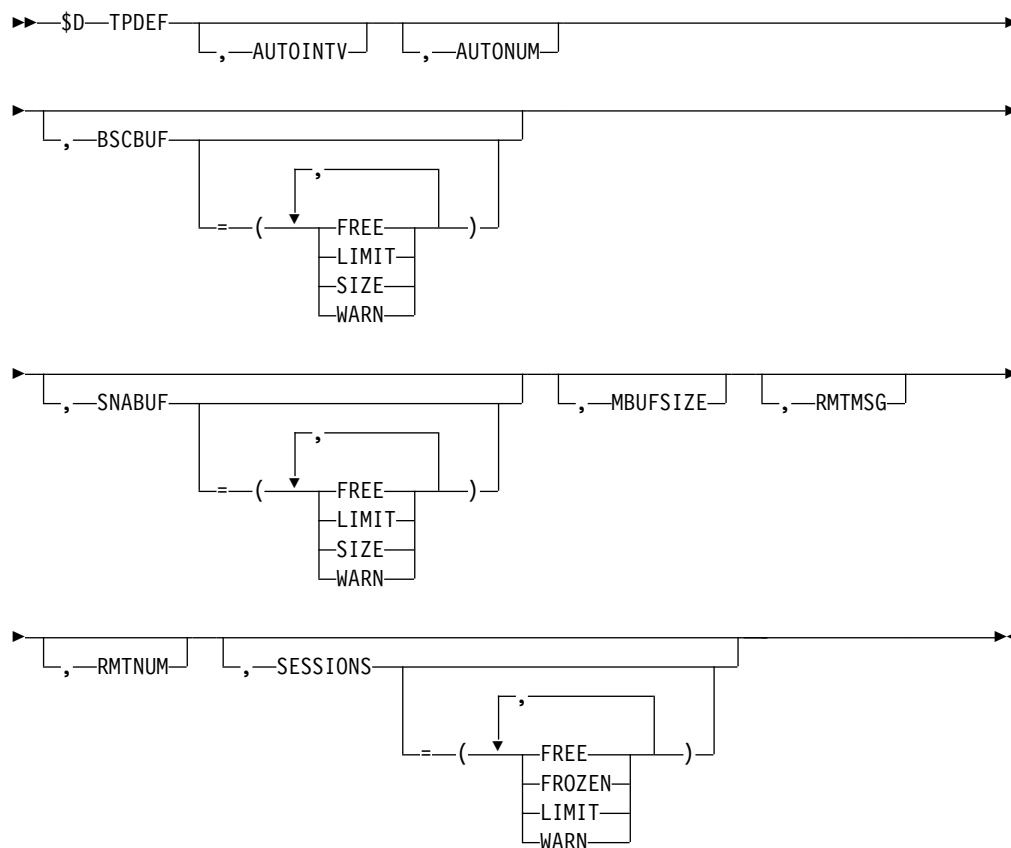 $D TPDEF
, AUTOINTV , AUTONUM
, BSCBUF
,
= ( FREE )
LIMIT
SIZE
WARN
, SNABUF , MBUFSIZE , RMTMSG
,
= ( FREE )
LIMIT
SIZE
WARN
, RMTNUM , SESSIONS
,
= ( FREE )
FROZEN
LIMIT
WARN